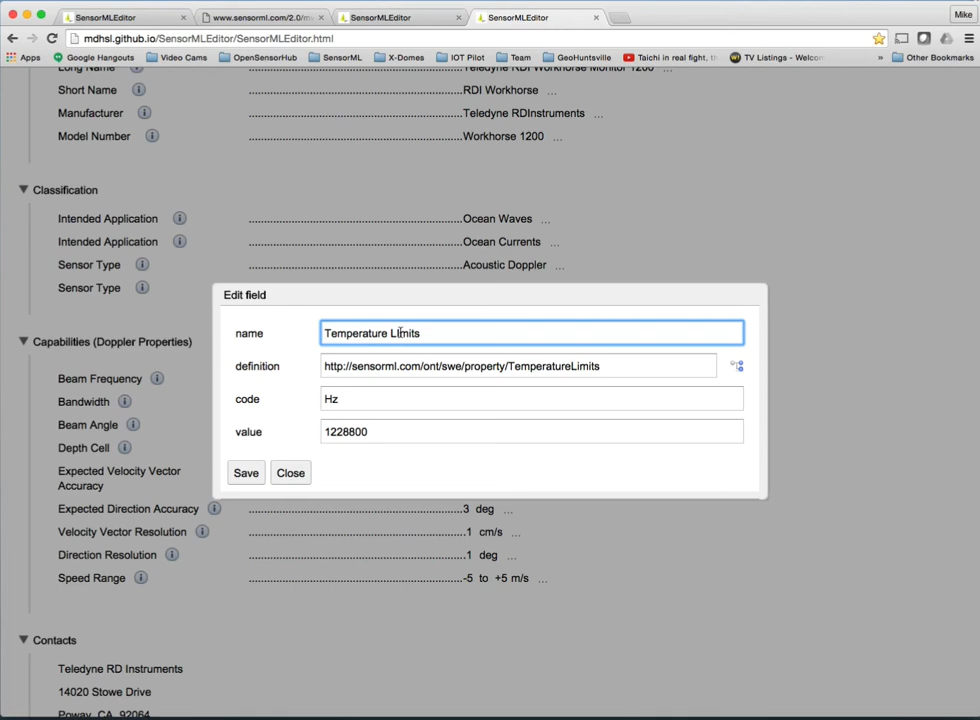 SensorMLEditor
www.sensorml.com/2.0/m
SensorMLEditor
SensorMLEditor
Mike
mdhsl.github.io/SensorMLEditor/SensorMLEditor.html
Apps Google Hangouts Video Cams OpenSensorHub SensorML X-Domes IOT Pilot Team GeoHuntsville Taichi in real fight, th TV Listings - Welcom » Other Bookmarks
Long Name Teledyne RDI Workhorse Monitor 1200 ...
Short Name RDI Workhorse ...
Manufacturer Teledyne RDInstruments ...
Model Number Workhorse 1200 ...
Classification
Intended Application Ocean Waves ...
Intended Application Ocean Currents ...
Sensor Type Acoustic Doppler ...
Sensor Type
Edit field
name Temperature Limits
definition http://sensorml.com/ont/swe/property/TemperatureLimits
code Hz
value 1228800
Save Close
Capabilities (Doppler Properties)
Beam Frequency
Bandwidth
Beam Angle
Depth Cell
Expected Velocity Vector
Accuracy
Expected Direction Accuracy 3 deg ...
Velocity Vector Resolution .1 cm/s ...
Direction Resolution .1 deg ...
Speed Range -5 to +5 m/s ...
Contacts
Teledyne RD Instruments
14020 Stowe Drive
Poway, CA, 92064